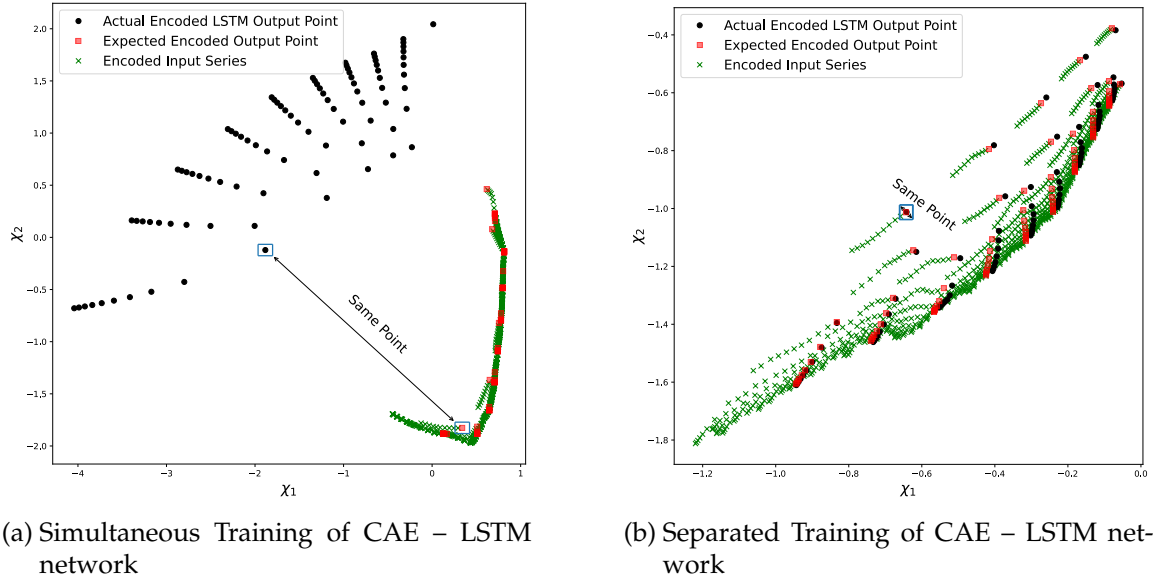 Actual Encoded LSTM Output Point
Expected Encoded Output Point
Encoded Input Series
2.0
1.5
1.0
0.5
0.0
−0.5
−1.0
−1.5
−2.0
χ2
Same Point
−4
−3
−2
−1
0
1
χ1
(a) Simultaneous Training of CAE – LSTM
network
Actual Encoded LSTM Output Point
Expected Encoded Output Point
Encoded Input Series
−0.4
−0.6
−0.8
−1.0
−1.2
−1.4
−1.6
−1.8
χ2
Same Point
−1.2
−1.0
−0.8
−0.6
−0.4
−0.2
0.0
χ1
(b) Separated Training of CAE – LSTM net-
work